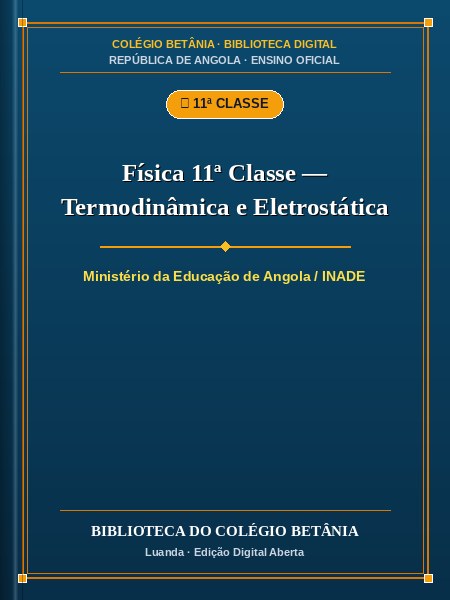 COLÉGIO BETÂNIA · BIBLIOTECA DIGITAL
REPÚBLICA DE ANGOLA · ENSINO OFICIAL
11ª CLASSE
Física 11ª Classe —
Termodinâmica e Eletrostática
Ministério da Educação de Angola / INADE
BIBLIOTECA DO COLÉGIO BETÂNIA
Luanda · Edição Digital Aberta